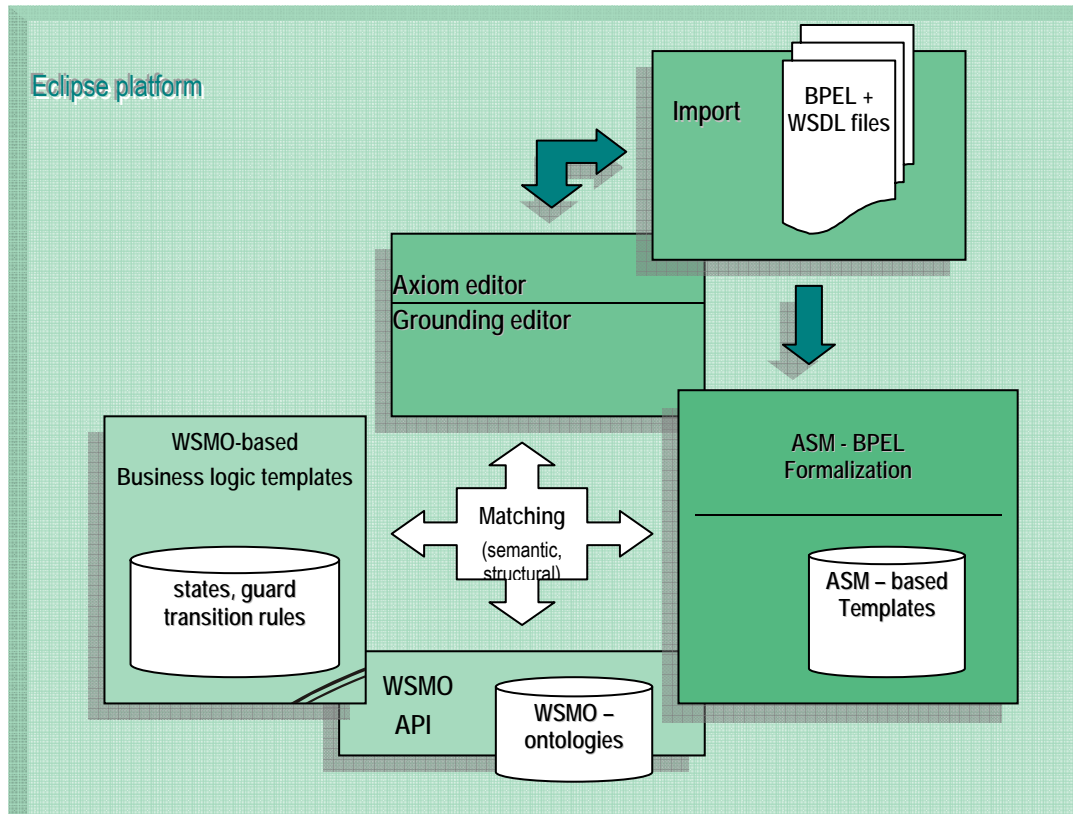 Eclipse platform
Import
BPEL +
WSDL files
Axiom editor
Grounding editor
WSMO-based
Business logic templates
states, guard
transition rules
Matching
(semantic,
structural)
ASM - BPEL
Formalization
ASM – based
Templates
WSMO
API
WSMO –
ontologies